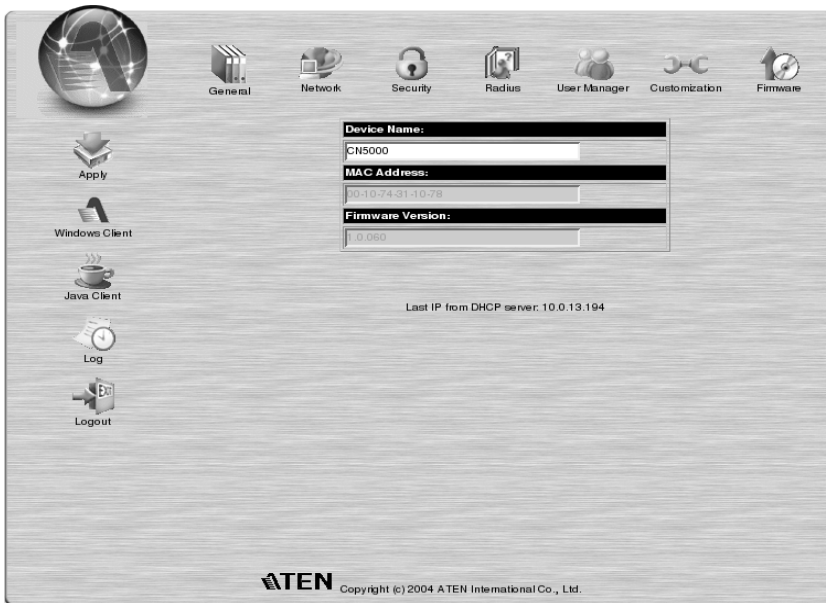 General Network Security Radius User Manager Customization Firmware
Device Name:
CN5000
MAC Address:
00-10-74-31-10-78
Firmware Version:
1.0.060
Apply
Windows Client
Java Client
Log
EXIT
Logout
Last IP from DHCP server: 10.0.13.194
ATEN Copyright (c) 2004 ATEN International Co., Ltd.